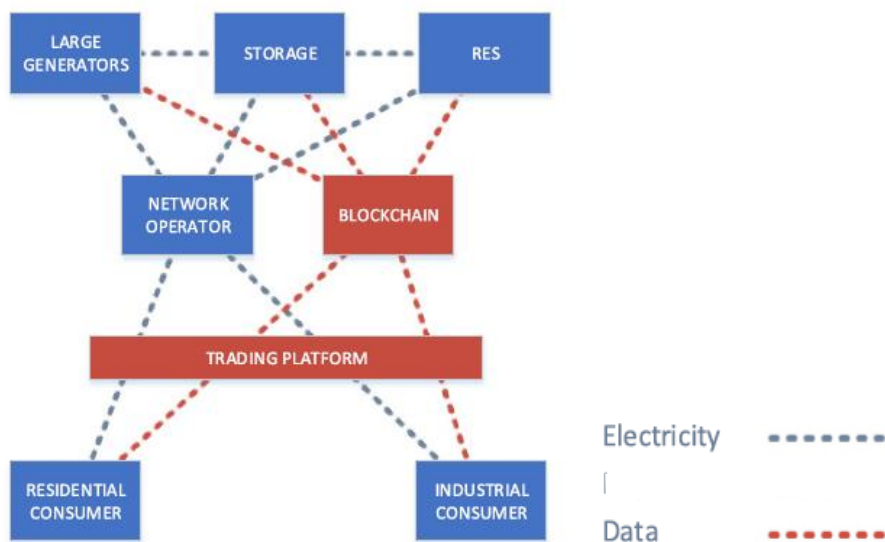 LARGE
GENERATORS
STORAGE
RES
NETWORK
OPERATOR
BLOCKCHAIN
TRADING PLATFORM
RESIDENTIAL
CONSUMER
INDUSTRIAL
CONSUMER
Electricity
Data